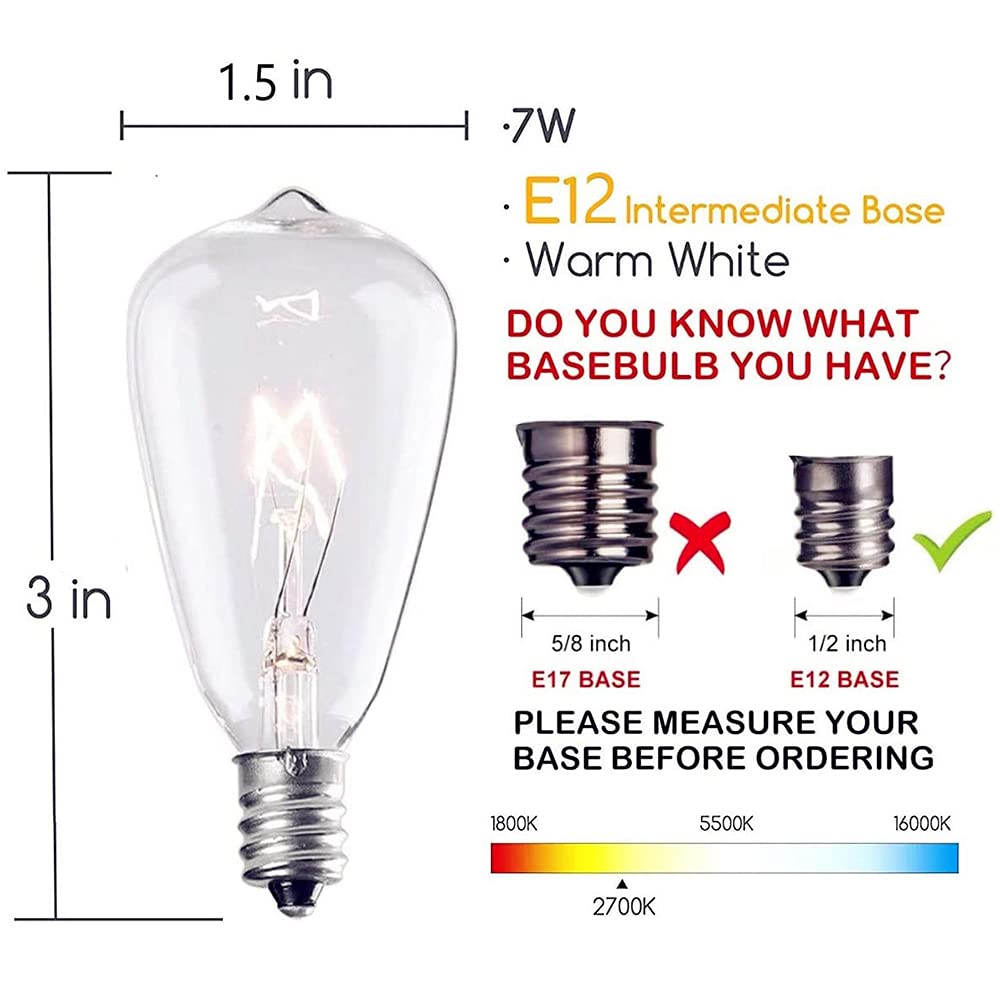 1.5 in
3 in
·7W
· E12 Intermediate Base
· Warm White
DO YOU KNOW WHAT
BASEBULB YOU HAVE?
5/8 inch
1/2 inch
E17 BASE
E12 BASE
PLEASE MEASURE YOUR
BASE BEFORE ORDERING
1800K 5500K 16000K
2700K